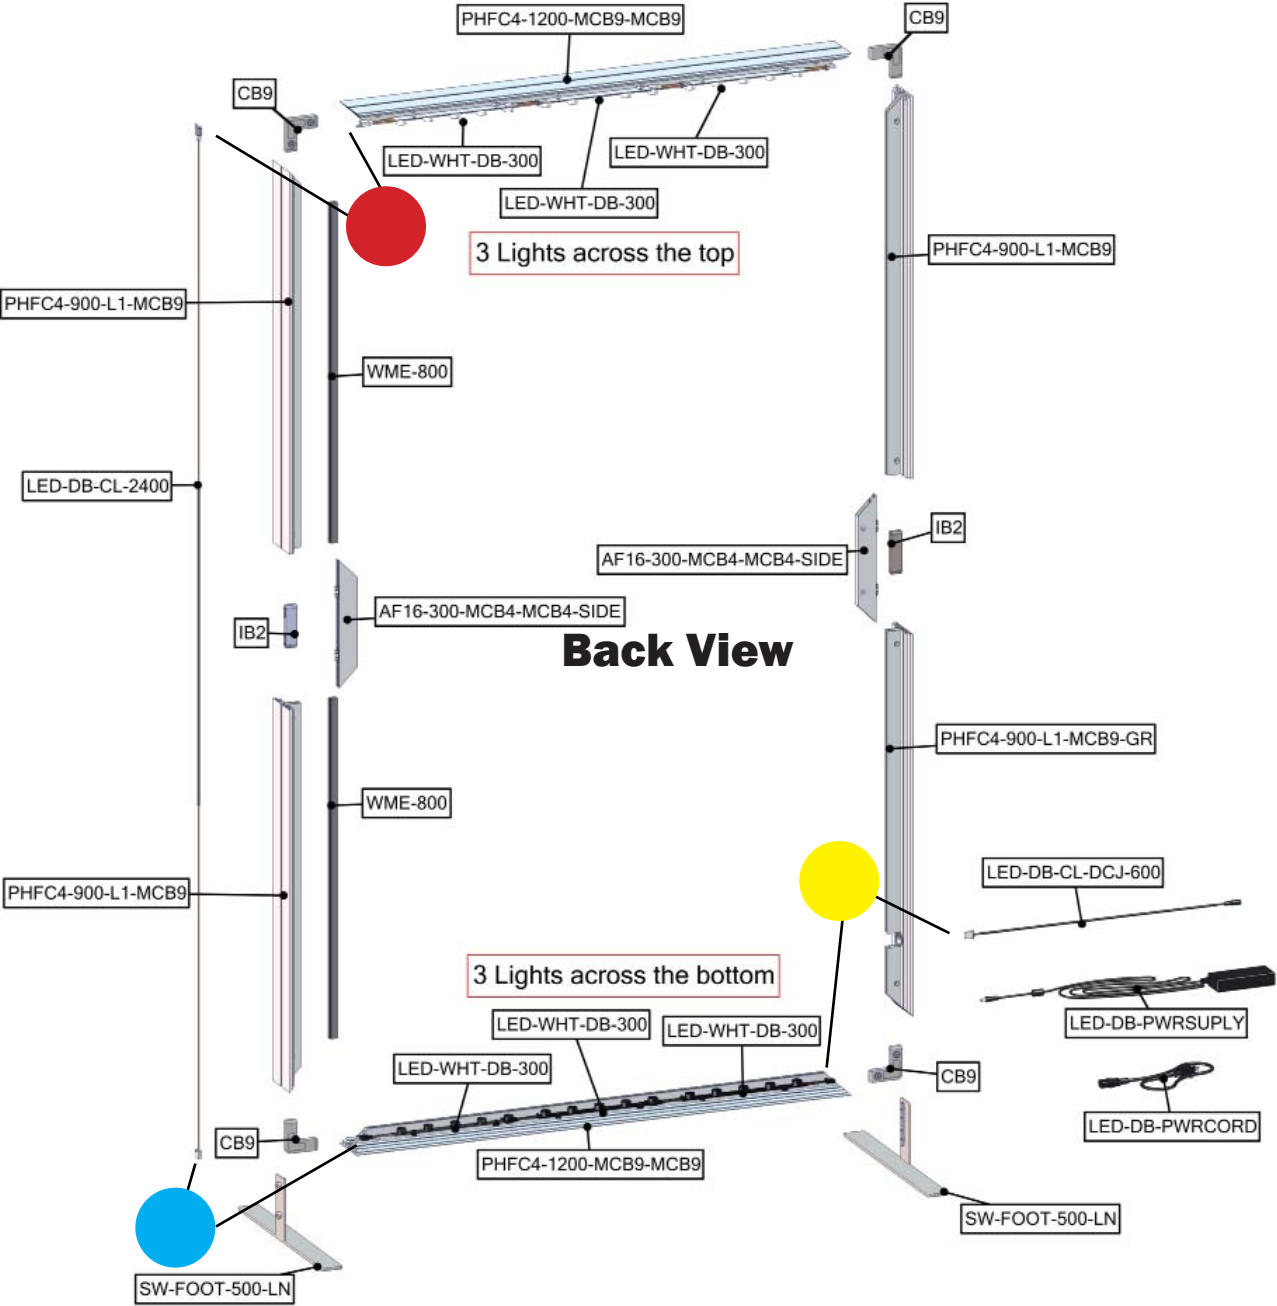 PHFC4-1200-MCB9-MCB9
CB9
CB9
LED-WHT-DB-300
LED-WHT-DB-300
LED-WHT-DB-300
3 Lights across the top
PHFC4-900-L1-MCB9
PHFC4-900-L1-MCB9
WME-800
LED-DB-CL-2400
IB2
AF16-300-MCB4-MCB4-SIDE
AF16-300-MCB4-MCB4-SIDE
IB2
Back View
PHFC4-900-L1-MCB9-GR
WME-800
LED-DB-CL-DCJ-600
PHFC4-900-L1-MCB9
3 Lights across the bottom
LED-WHT-DB-300
LED-WHT-DB-300
LED-DB-PWRSUPLY
LED-WHT-DB-300
CB9
LED-DB-PWRCORD
CB9
PHFC4-1200-MCB9-MCB9
SW-FOOT-500-LN
SW-FOOT-500-LN